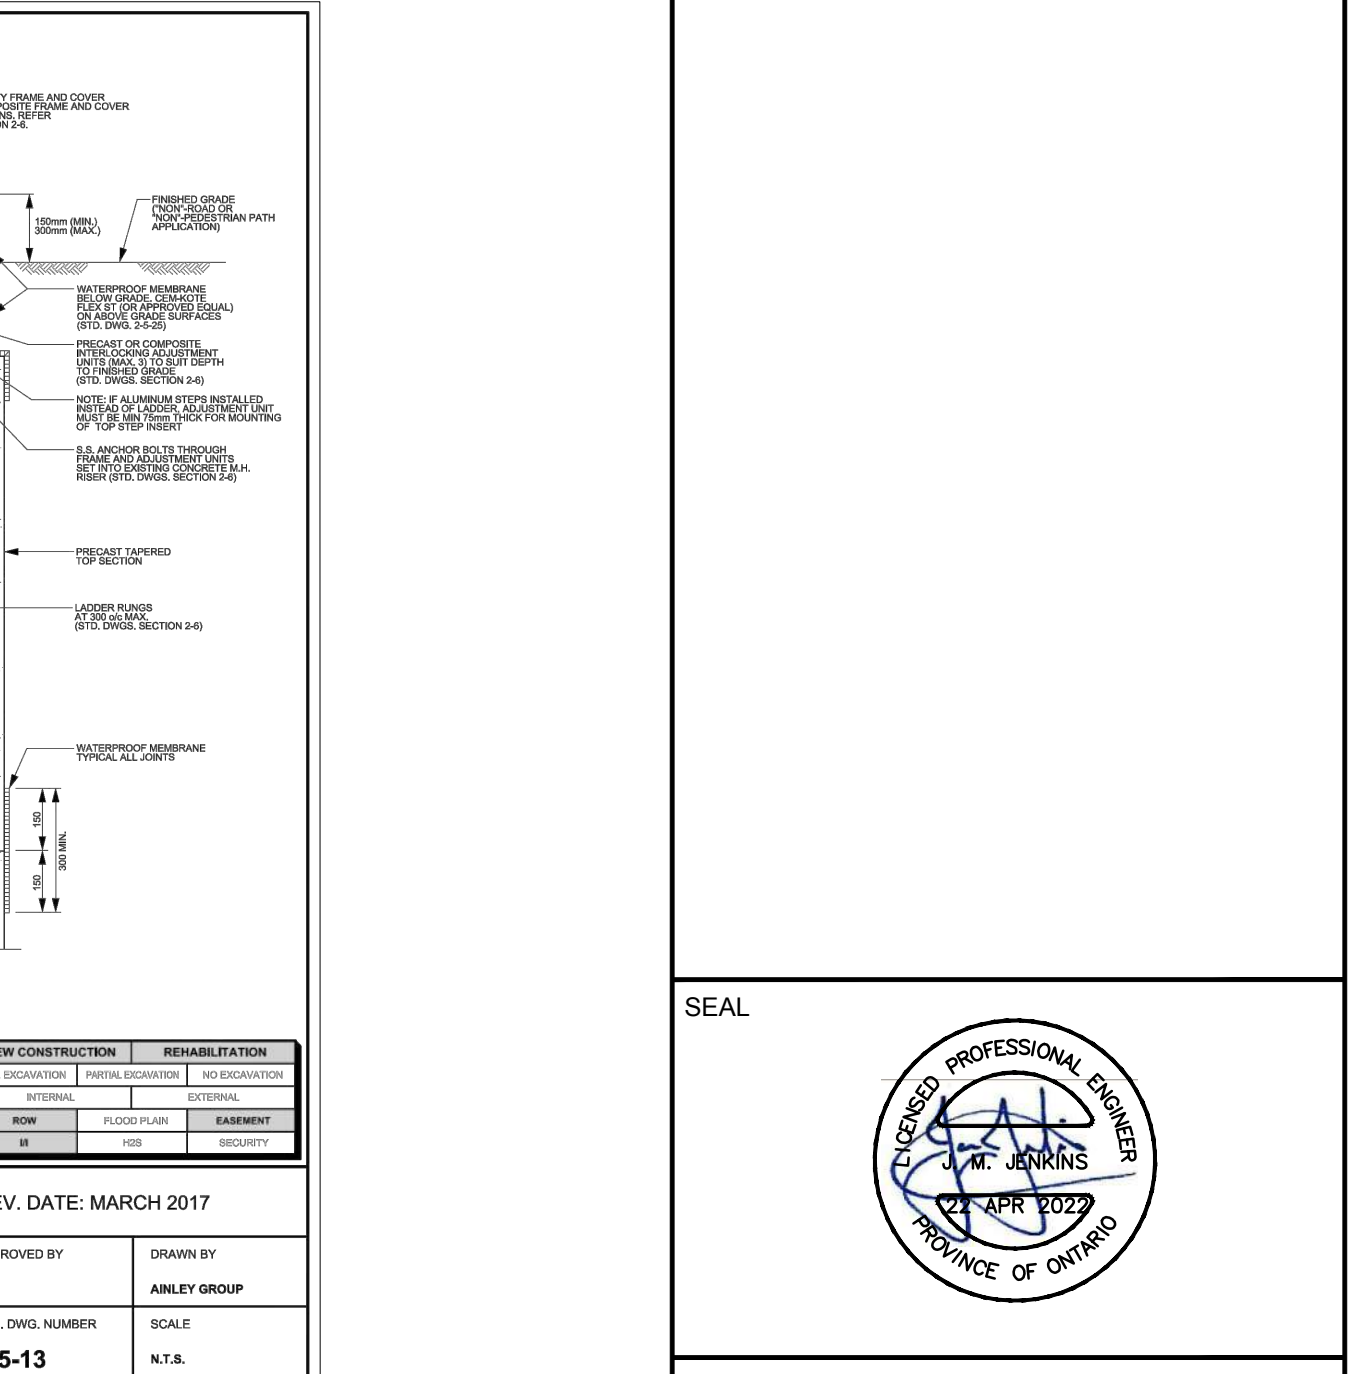 Y FRAME AND COVER
POSITE FRAME AND COVER
NS. REFER
ON 2-6.
150mm (MIN.)
300mm (MAX.)
FINISHED GRADE
("NON"-ROAD OR
"NON"-PEDESTRIAN PATH
APPLICATION)
WATERPROOF MEMBRANE
BELOW GRADE. CEM-KOTE
FLEX ST (OR APPROVED EQUAL)
ON ABOVE GRADE SURFACES
(STD. DWG. 2-5-25)
PRECAST OR COMPOSITE
INTERLOCKING ADJUSTMENT
UNITS (MAX. 3) TO SUIT DEPTH
TO FINISHED GRADE
(STD. DWGS. SECTION 2-6)
NOTE: IF ALUMINUM STEPS INSTALLED
INSTEAD OF LADDER, ADJUSTMENT UNIT
MUST BE MIN 75mm THICK FOR MOUNTING
OF TOP STEP INSERT
S.S. ANCHOR BOLTS THROUGH
FRAME AND ADJUSTMENT UNITS
SET INTO EXISTING CONCRETE M.H.
RISER (STD. DWGS. SECTION 2-6)
PRECAST TAPERED
TOP SECTION
LADDER RUNGS
AT 300 o/c MAX.
(STD. DWGS. SECTION 2-6)
WATERPROOF MEMBRANE
TYPICAL ALL JOINTS
150
150
300 MIN.
EW CONSTRUCTION REHABILITATION
EXCAVATION PARTIAL EXCAVATION NO EXCAVATION
INTERNAL EXTERNAL
ROW FLOOD PLAIN EASEMENT
I/I H2S SECURITY
EV. DATE: MARCH 2017
ROVED BY
DRAWN BY
AINLEY GROUP
. DWG. NUMBER
5-13
SCALE
N.T.S.
SEAL
LICENSED PROFESSIONAL ENGINEER
J. M. JENKINS
22 APR 2022
PROVINCE OF ONTARIO